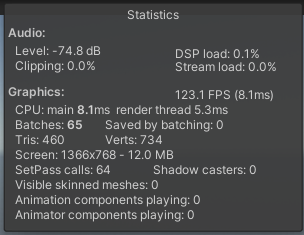 Statistics
Audio:
Level: -74.8 dB DSP load: 0.1%
Clipping: 0.0% Stream load: 0.0%
Graphics: 123.1 FPS (8.1ms)
CPU: main 8.1ms render thread 5.3ms
Batches: 65 Saved by batching: 0
Tris: 460 Verts: 734
Screen: 1366x768 - 12.0 MB
SetPass calls: 64 Shadow casters: 0
Visible skinned meshes: 0
Animation components playing: 0
Animator components playing: 0